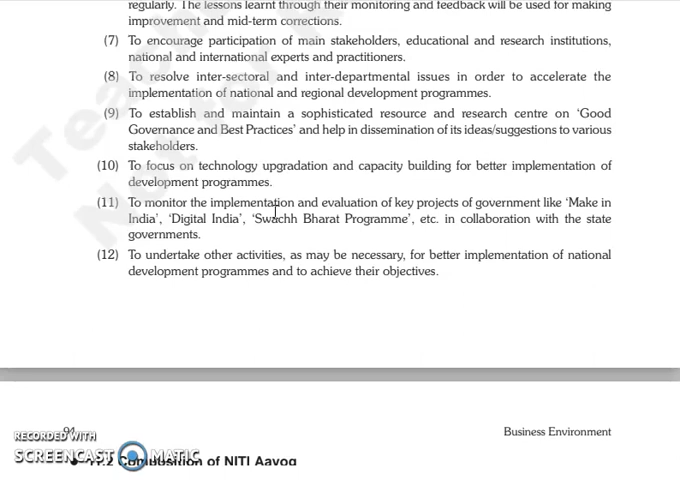 regularly. The lessons learnt through their monitoring and feedback will be used for making
improvement and mid-term corrections.
(7) To encourage participation of main stakeholders, educational and research institutions,
national and international experts and practitioners.
(8) To resolve inter-sectoral and inter-departmental issues in order to accelerate the
implementation of national and regional development programmes.
(9) To establish and maintain a sophisticated resource and research centre on ‘Good
Governance and Best Practices’ and help in dissemination of its ideas/suggestions to various
stakeholders.
(10) To focus on technology upgradation and capacity building for better implementation of
development programmes.
(11) To monitor the implementation and evaluation of key projects of government like ‘Make in
India’, ‘Digital India’, ‘Swachh Bharat Programme’, etc. in collaboration with the state
governments.
(12) To undertake other activities, as may be necessary, for better implementation of national
development programmes and to achieve their objectives.
94 Business Environment
RECORDED WITH
SCREENCAST MATIC
11.2 Composition of NITI Aayog